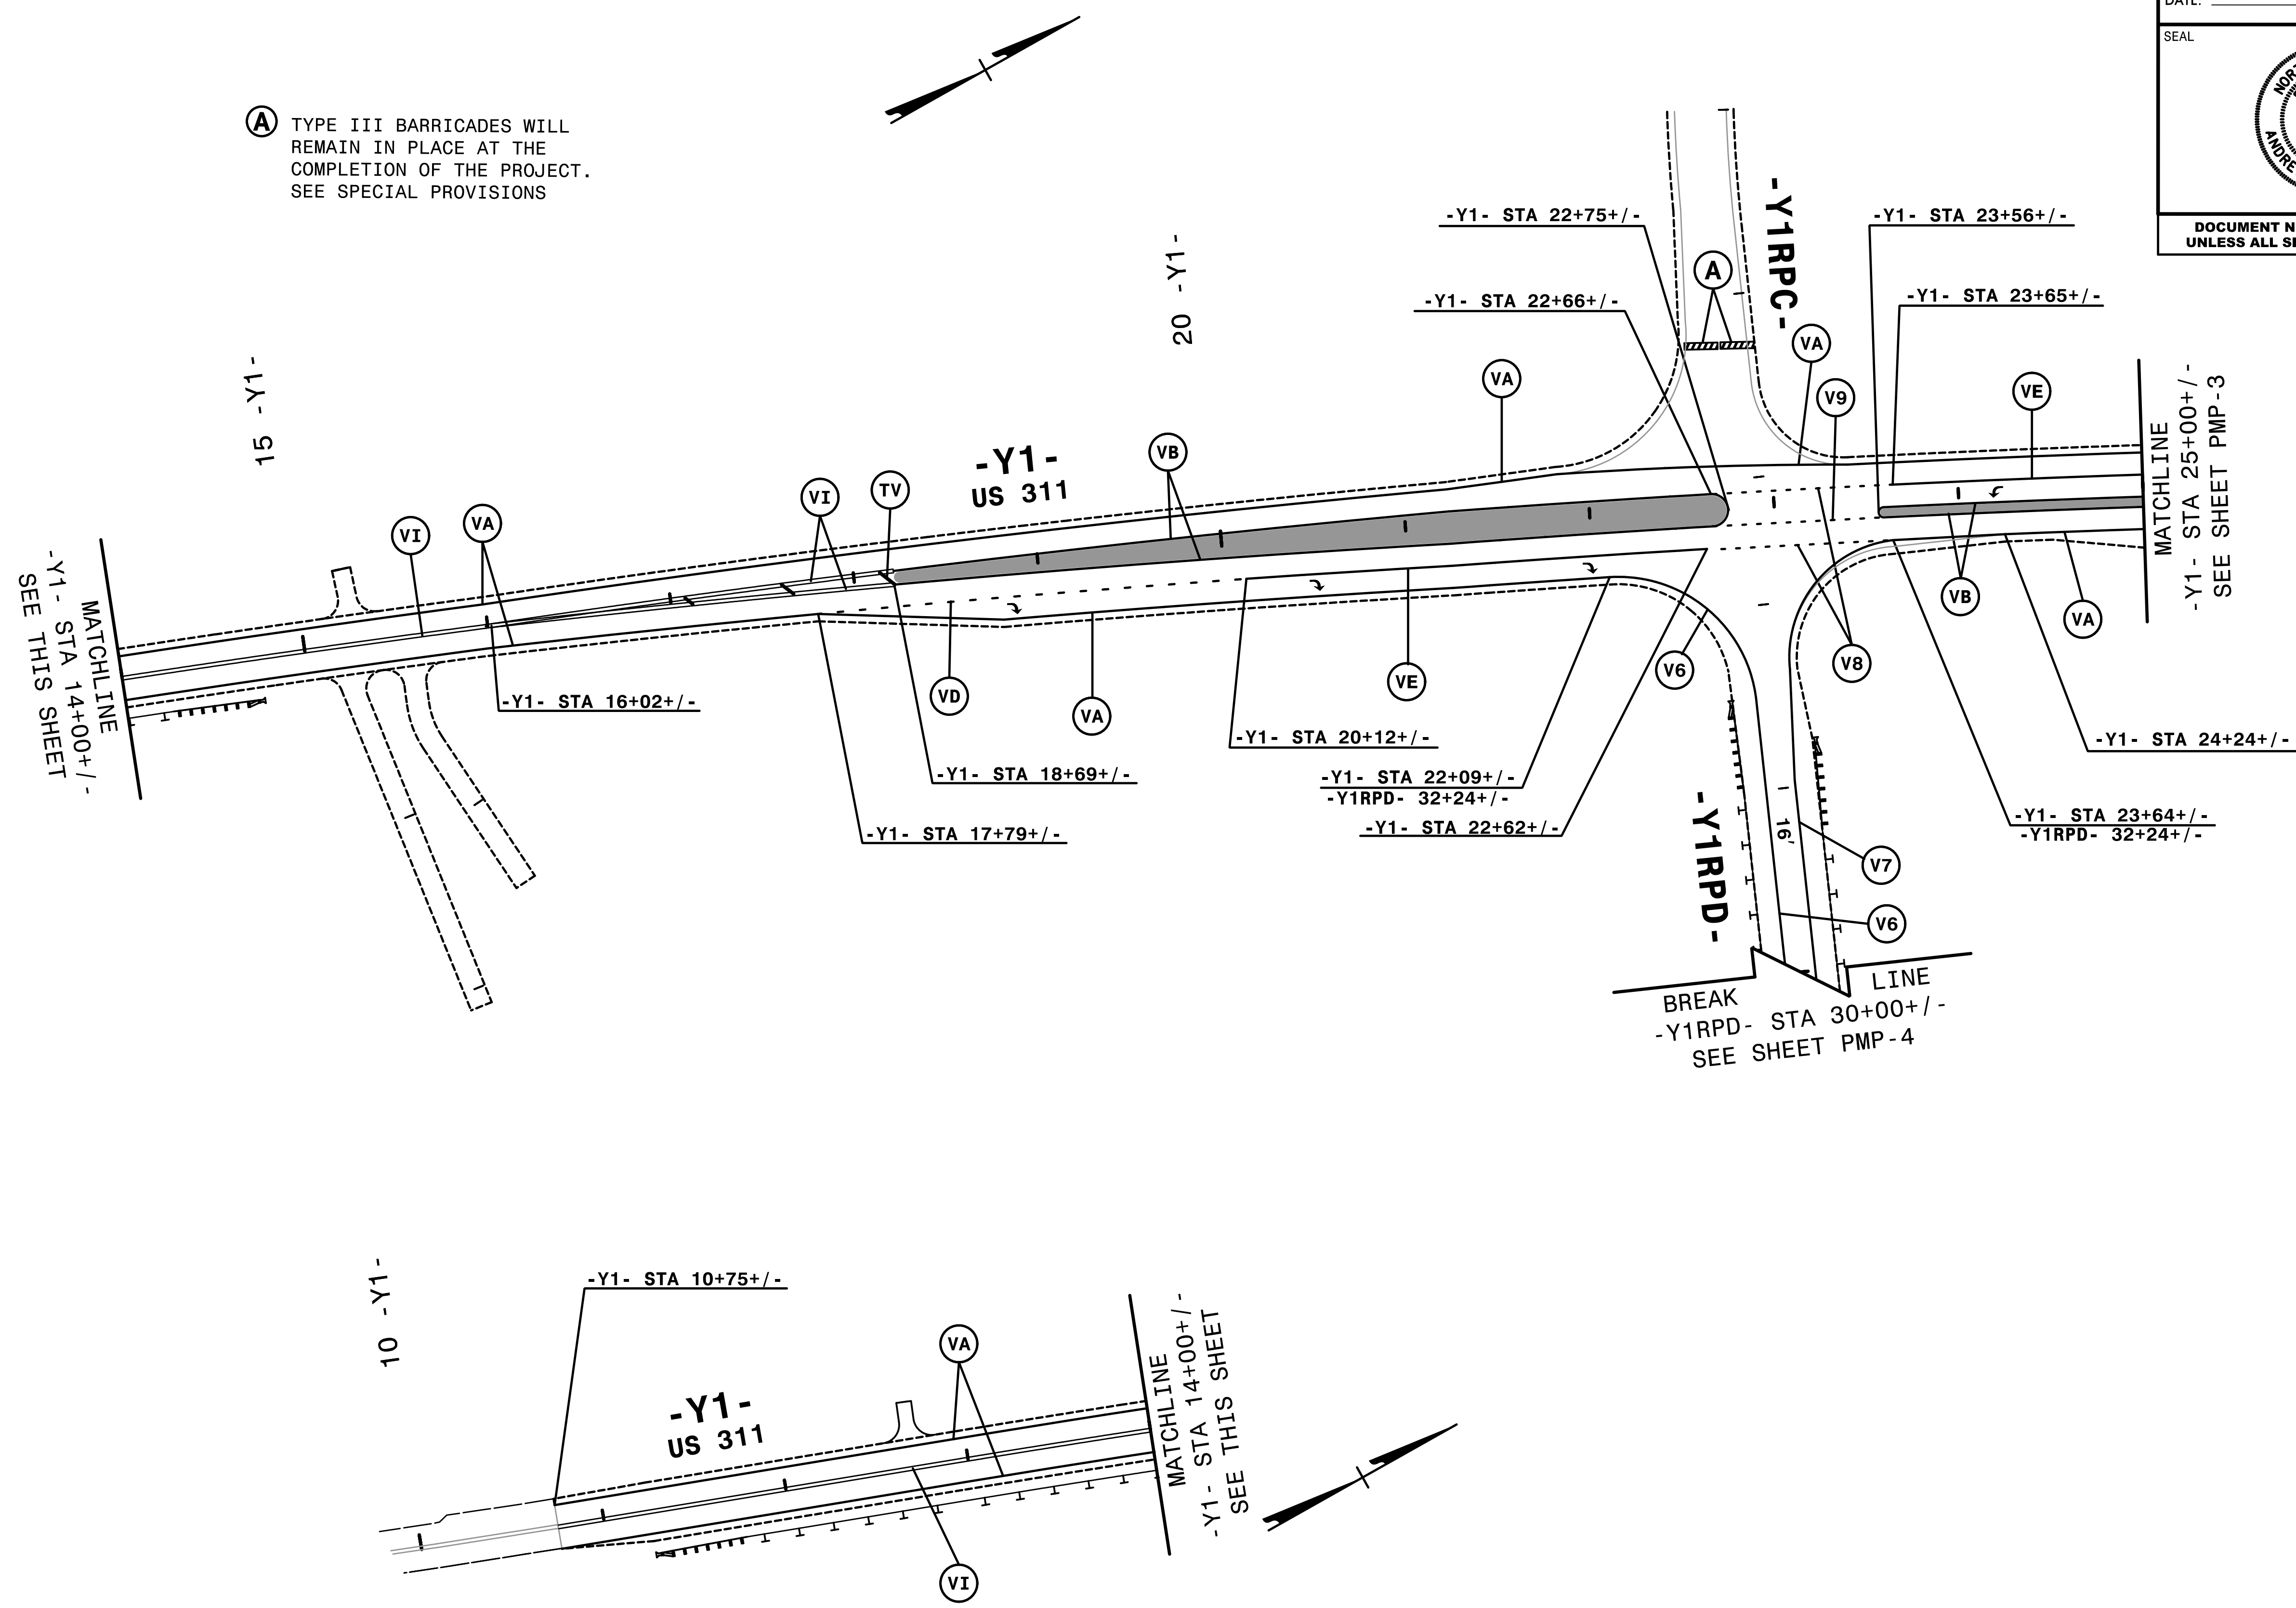 DATE:
SEAL
DOCUMENT N
UNLESS ALL S
A TYPE III BARRICADES WILL
REMAIN IN PLACE AT THE
COMPLETION OF THE PROJECT.
SEE SPECIAL PROVISIONS
-Y1- STA 22+75+/-
-Y1- STA 23+56+/-
-Y1RPC-
20 -Y1-
A
-Y1- STA 22+66+/-
-Y1- STA 23+65+/-
15 -Y1-
VA
VA
V9
VE
MATCHLINE
-Y1- STA 25+00+/-
SEE SHEET PMP-3
-Y1-
US 311
VB
VI
TV
VI
VA
MATCHLINE
-Y1- STA 14+00+/-
SEE THIS SHEET
VB
VA
V6
V8
VE
VD
VA
-Y1- STA 16+02+/-
-Y1- STA 20+12+/-
-Y1- STA 24+24+/-
-Y1- STA 18+69+/-
-Y1- STA 22+09+/-
-Y1RPD- 32+24+/-
-Y1- STA 17+79+/-
-Y1- STA 22+62+/-
-Y1- STA 23+64+/-
-Y1RPD- 32+24+/-
16'
-Y1RPD-
V7
V6
BREAK LINE
-Y1RPD- STA 30+00+/-
SEE SHEET PMP-4
10 -Y1-
-Y1- STA 10+75+/-
VA
-Y1-
US 311
MATCHLINE
-Y1- STA 14+00+/-
SEE THIS SHEET
VI